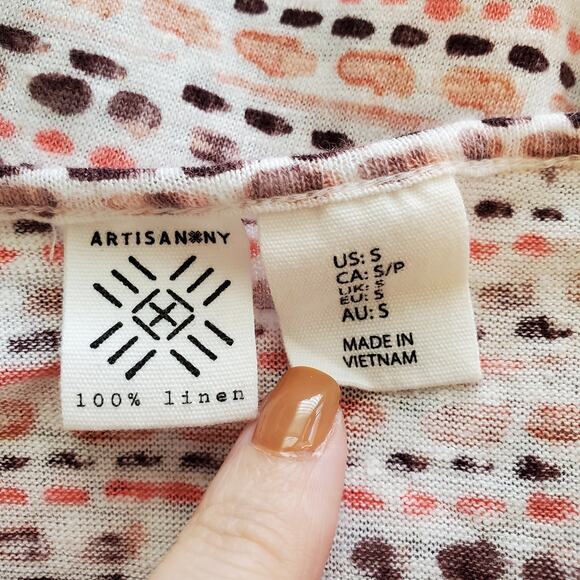 ARTISAN※NY
100% linen
US: S
CA: S/P
UK: S
EU: S
AU: S
MADE IN
VIETNAM